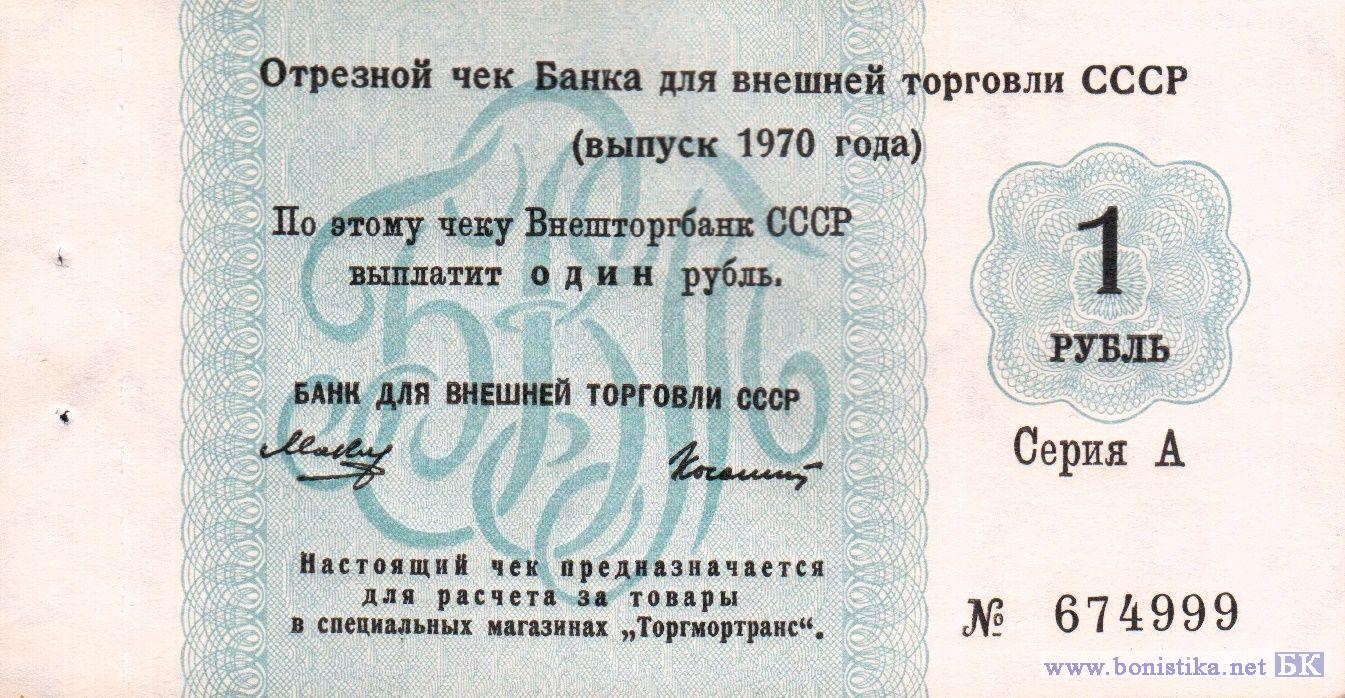 Отрезной чек Банка для внешней торговли СССР
(выпуск 1970 года)
По этому чеку Внешторгбанк СССР
выплатит один рубль.
1
РУБЛЬ
БАНК ДЛЯ ВНЕШНЕЙ ТОРГОВЛИ СССР
Серия А
Настоящий чек предназначается
для расчета за товары
в специальных магазинах „Торгмортранс“.
№ 674999
www.bonistika.net БК